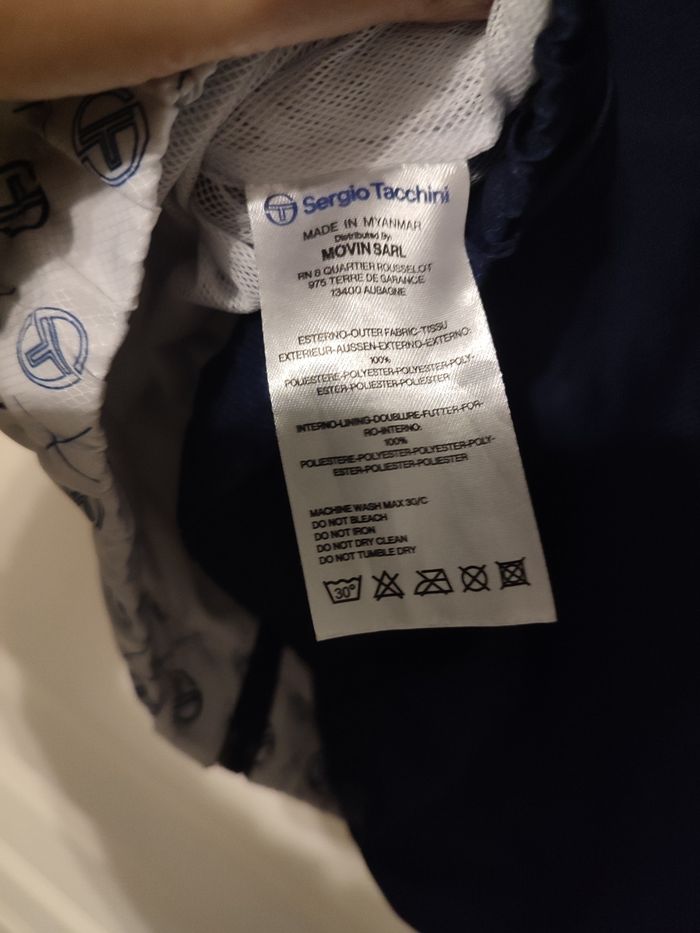 Sergio Tacchini
MADE IN MYANMAR
Distributed By:
MOVIN SARL
RN 8 QUARTIER ROUSSELOT
975 TERRE DE GARANCE
13400 AUBAGNE
ESTERNO-OUTER FABRIC-TISSU
EXTERIEUR-AUSSEN-EXTERNO-EXTERNO:
100%
POLIESTERE-POLYESTER-POLYESTER-POLY-
ESTER-POLIESTER-POLIESTER
INTERNO-LINING-DOUBLURE-FUTTER-FOR-
RO-INTERNO:
100%
POLIESTERE-POLYESTER-POLYESTER-POLY-
ESTER-POLIESTER-POLIESTER
MACHINE WASH MAX 30/C
DO NOT BLEACH
DO NOT IRON
DO NOT DRY CLEAN
DO NOT TUMBLE DRY
30°